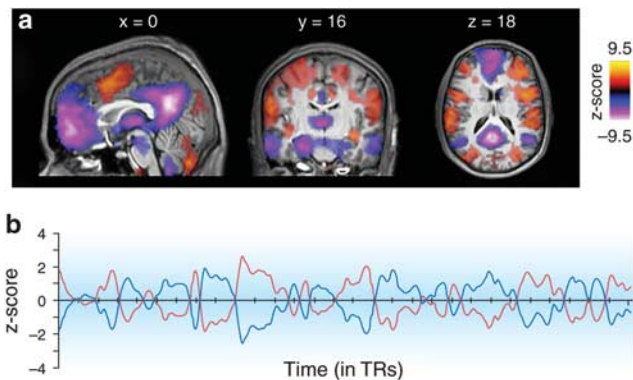 a
x = 0 y = 16 z = 18
9.5
z-score
−9.5
b
4
2
0
−2
−4
z-score
Time (in TRs)